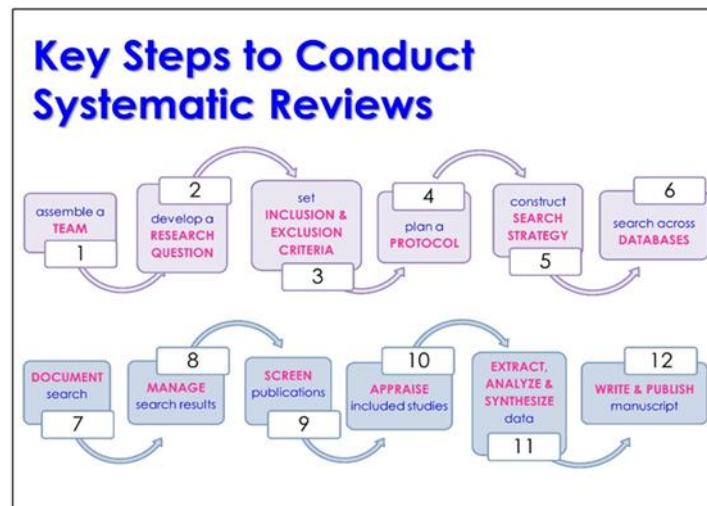 Key Steps to Conduct
Systematic Reviews
assemble a
TEAM
1
2
develop a
RESEARCH
QUESTION
set
INCLUSION &
EXCLUSION
CRITERIA
3
4
plan a
PROTOCOL
construct
SEARCH
STRATEGY
5
6
search across
DATABASES
DOCUMENT
search
7
8
MANAGE
search results
SCREEN
publications
9
10
APPRAISE
included studies
EXTRACT,
ANALYZE &
SYNTHESIZE
data
11
12
WRITE & PUBLISH
manuscript